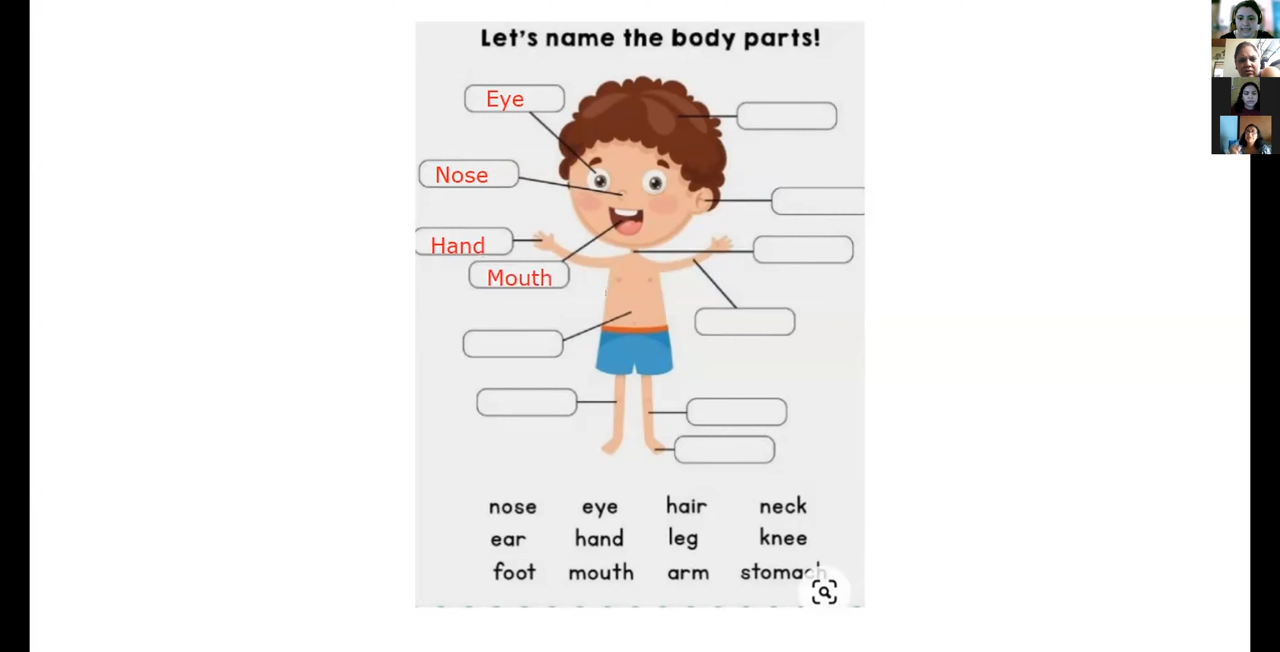 Let's name the body parts!
Eye
Nose
Hand
Mouth
nose eye hair neck
ear hand leg knee
foot mouth arm stomach